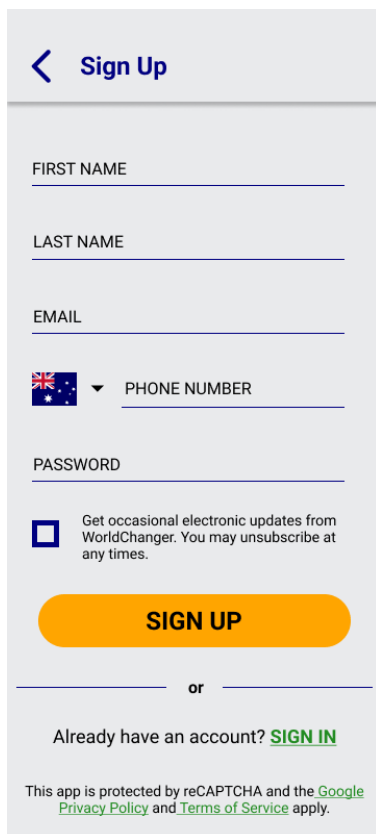 Sign Up
FIRST NAME
LAST NAME
EMAIL
PHONE NUMBER
PASSWORD
Get occasional electronic updates from
WorldChanger. You may unsubscribe at
any times.
SIGN UP
or
Already have an account? SIGN IN
This app is protected by reCAPTCHA and the Google
Privacy Policy and Terms of Service apply.